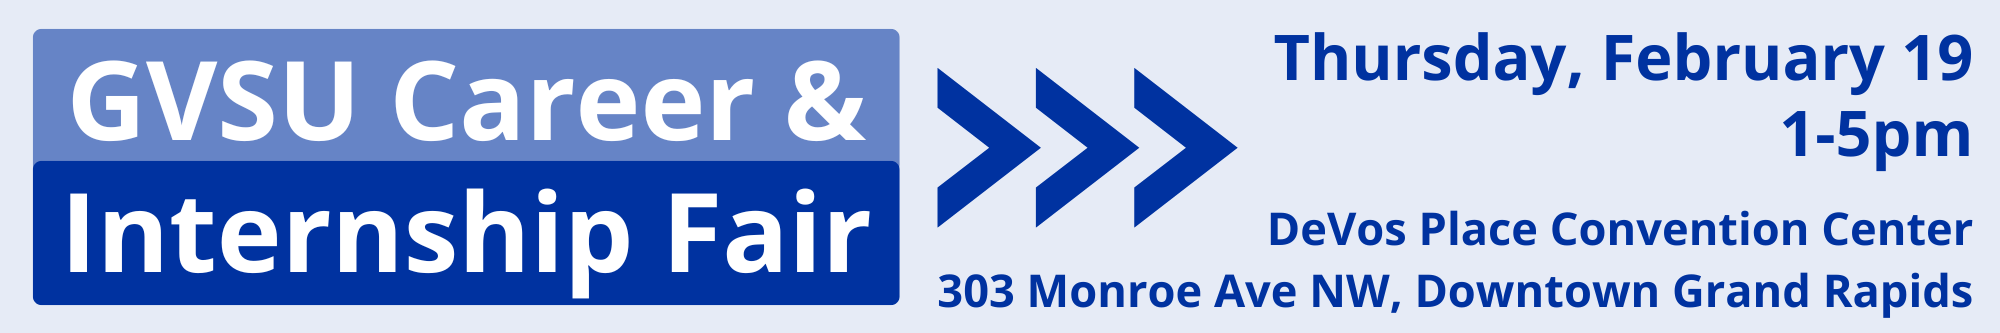 GVSU Career &
Internship Fair
Thursday, February 19
1-5pm
DeVos Place Convention Center
303 Monroe Ave NW, Downtown Grand Rapids